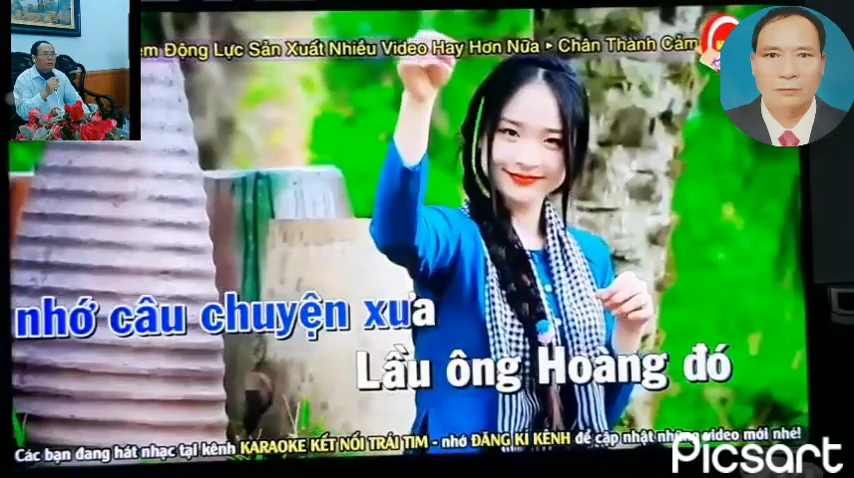 êm Động Lực Sản Xuất Nhiều Video Hay Hơn Nữa ▸ Chân Thành Cảm
nhớ câu chuyện xưa
Lầu ông Hoàng đó
Các bạn đang hát nhạc tại kênh KARAOKE KẾT NỐI TRÁI TIM - nhớ ĐĂNG KÍ KÊNH để cập nhật những video mới nhé!
Picsart